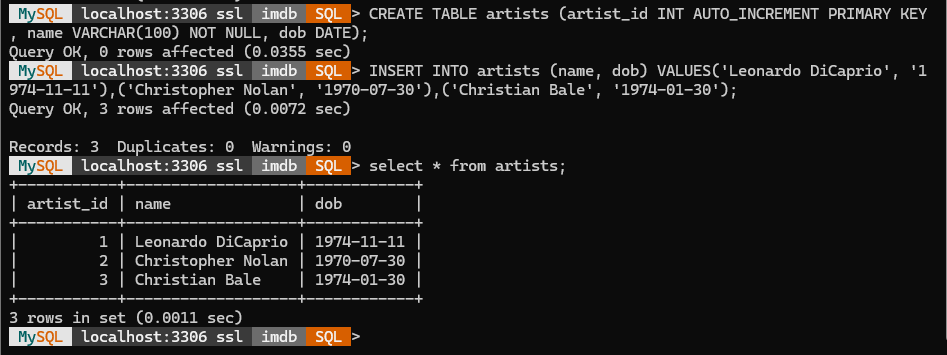 MySQL localhost:3306 ssl imdb SQL > CREATE TABLE artists (artist_id INT AUTO_INCREMENT PRIMARY KEY
, name VARCHAR(100) NOT NULL, dob DATE);
Query OK, 0 rows affected (0.0355 sec)
MySQL localhost:3306 ssl imdb SQL > INSERT INTO artists (name, dob) VALUES('Leonardo DiCaprio', '1
974-11-11'),('Christopher Nolan', '1970-07-30'),('Christian Bale', '1974-01-30');
Query OK, 3 rows affected (0.0072 sec)

Records: 3  Duplicates: 0  Warnings: 0
MySQL localhost:3306 ssl imdb SQL > select * from artists;
+-----------+-------------------+------------+
| artist_id | name              | dob        |
+-----------+-------------------+------------+
|         1 | Leonardo DiCaprio | 1974-11-11 |
|         2 | Christopher Nolan | 1970-07-30 |
|         3 | Christian Bale    | 1974-01-30 |
+-----------+-------------------+------------+
3 rows in set (0.0011 sec)
MySQL localhost:3306 ssl imdb SQL >